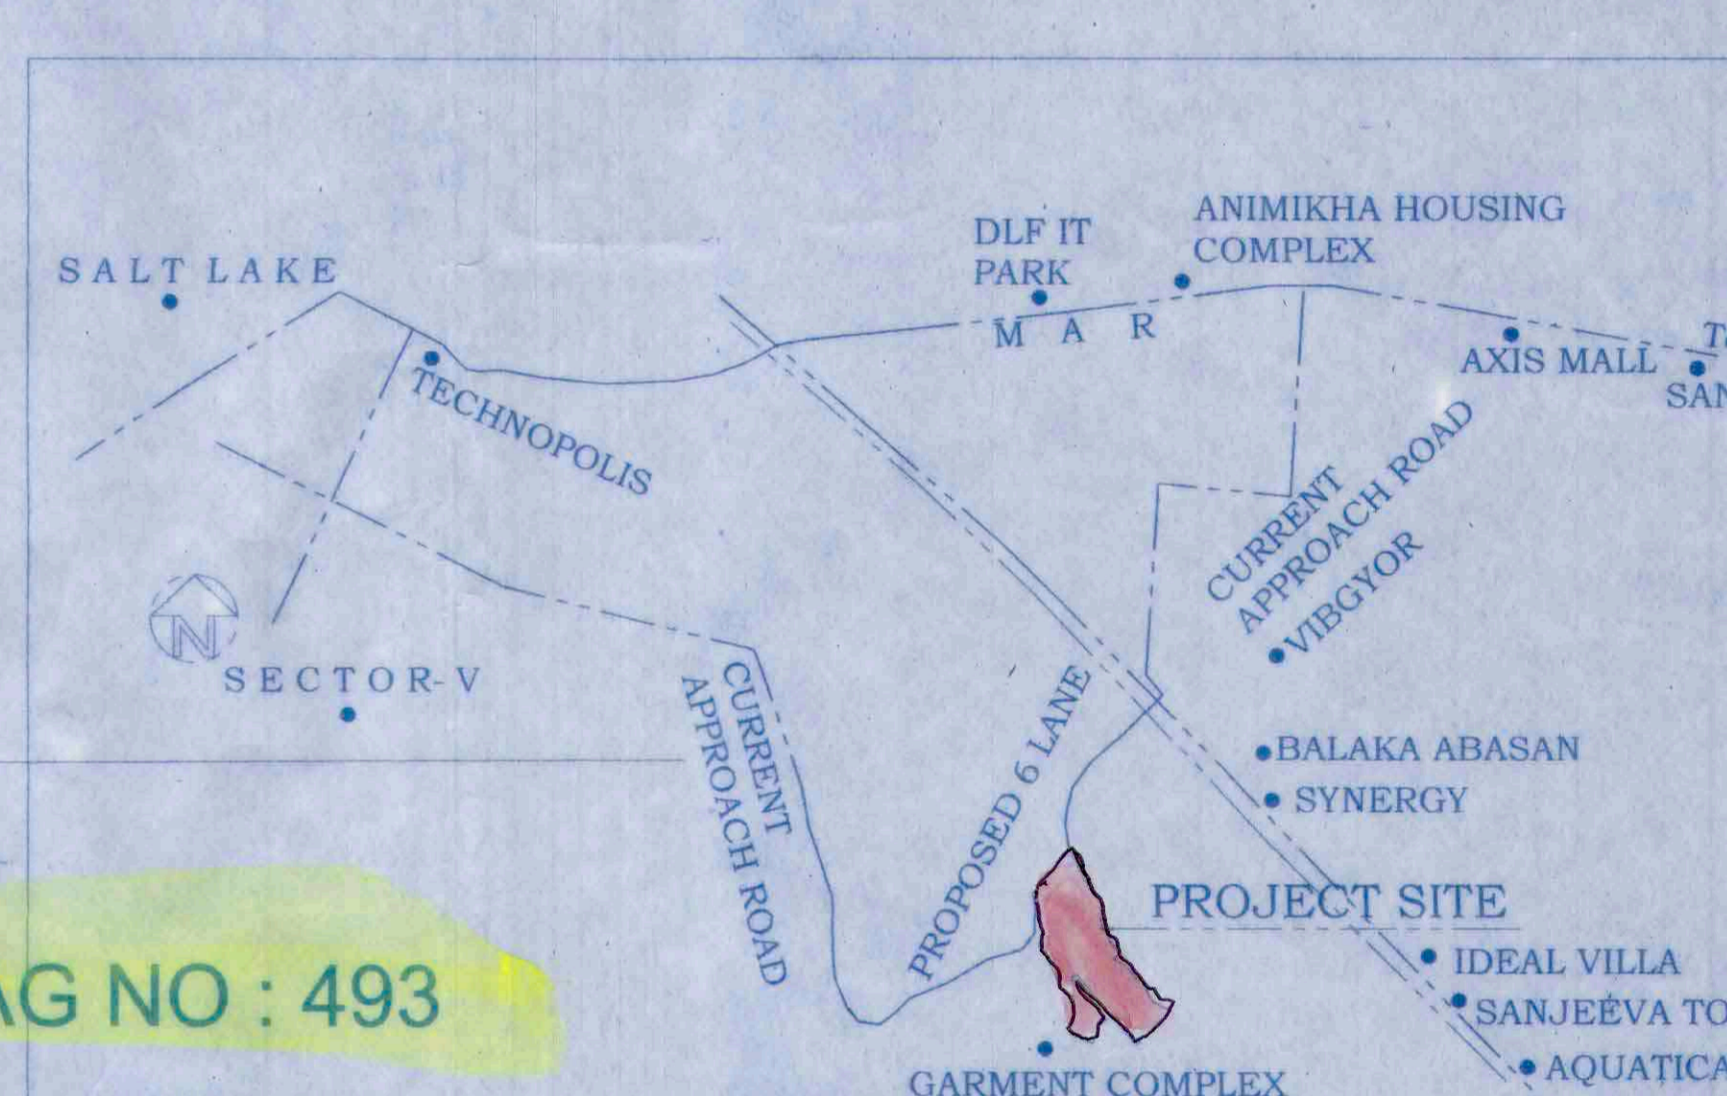 ANIMIKHA HOUSING
COMPLEX
DLF IT
PARK
SALT LAKE
M A R
AXIS MALL
TECHNOPOLIS
CURRENT
APPROACH ROAD
VIBGYOR
N
SECTOR-V
CURRENT
APPROACH ROAD
PROPOSED 6 LANE
BALAKA ABASAN
SYNERGY
PROJECT SITE
IDEAL VILLA
NO : 493
SANJEEVA
AQUATICA
GARMENT COMPLEX